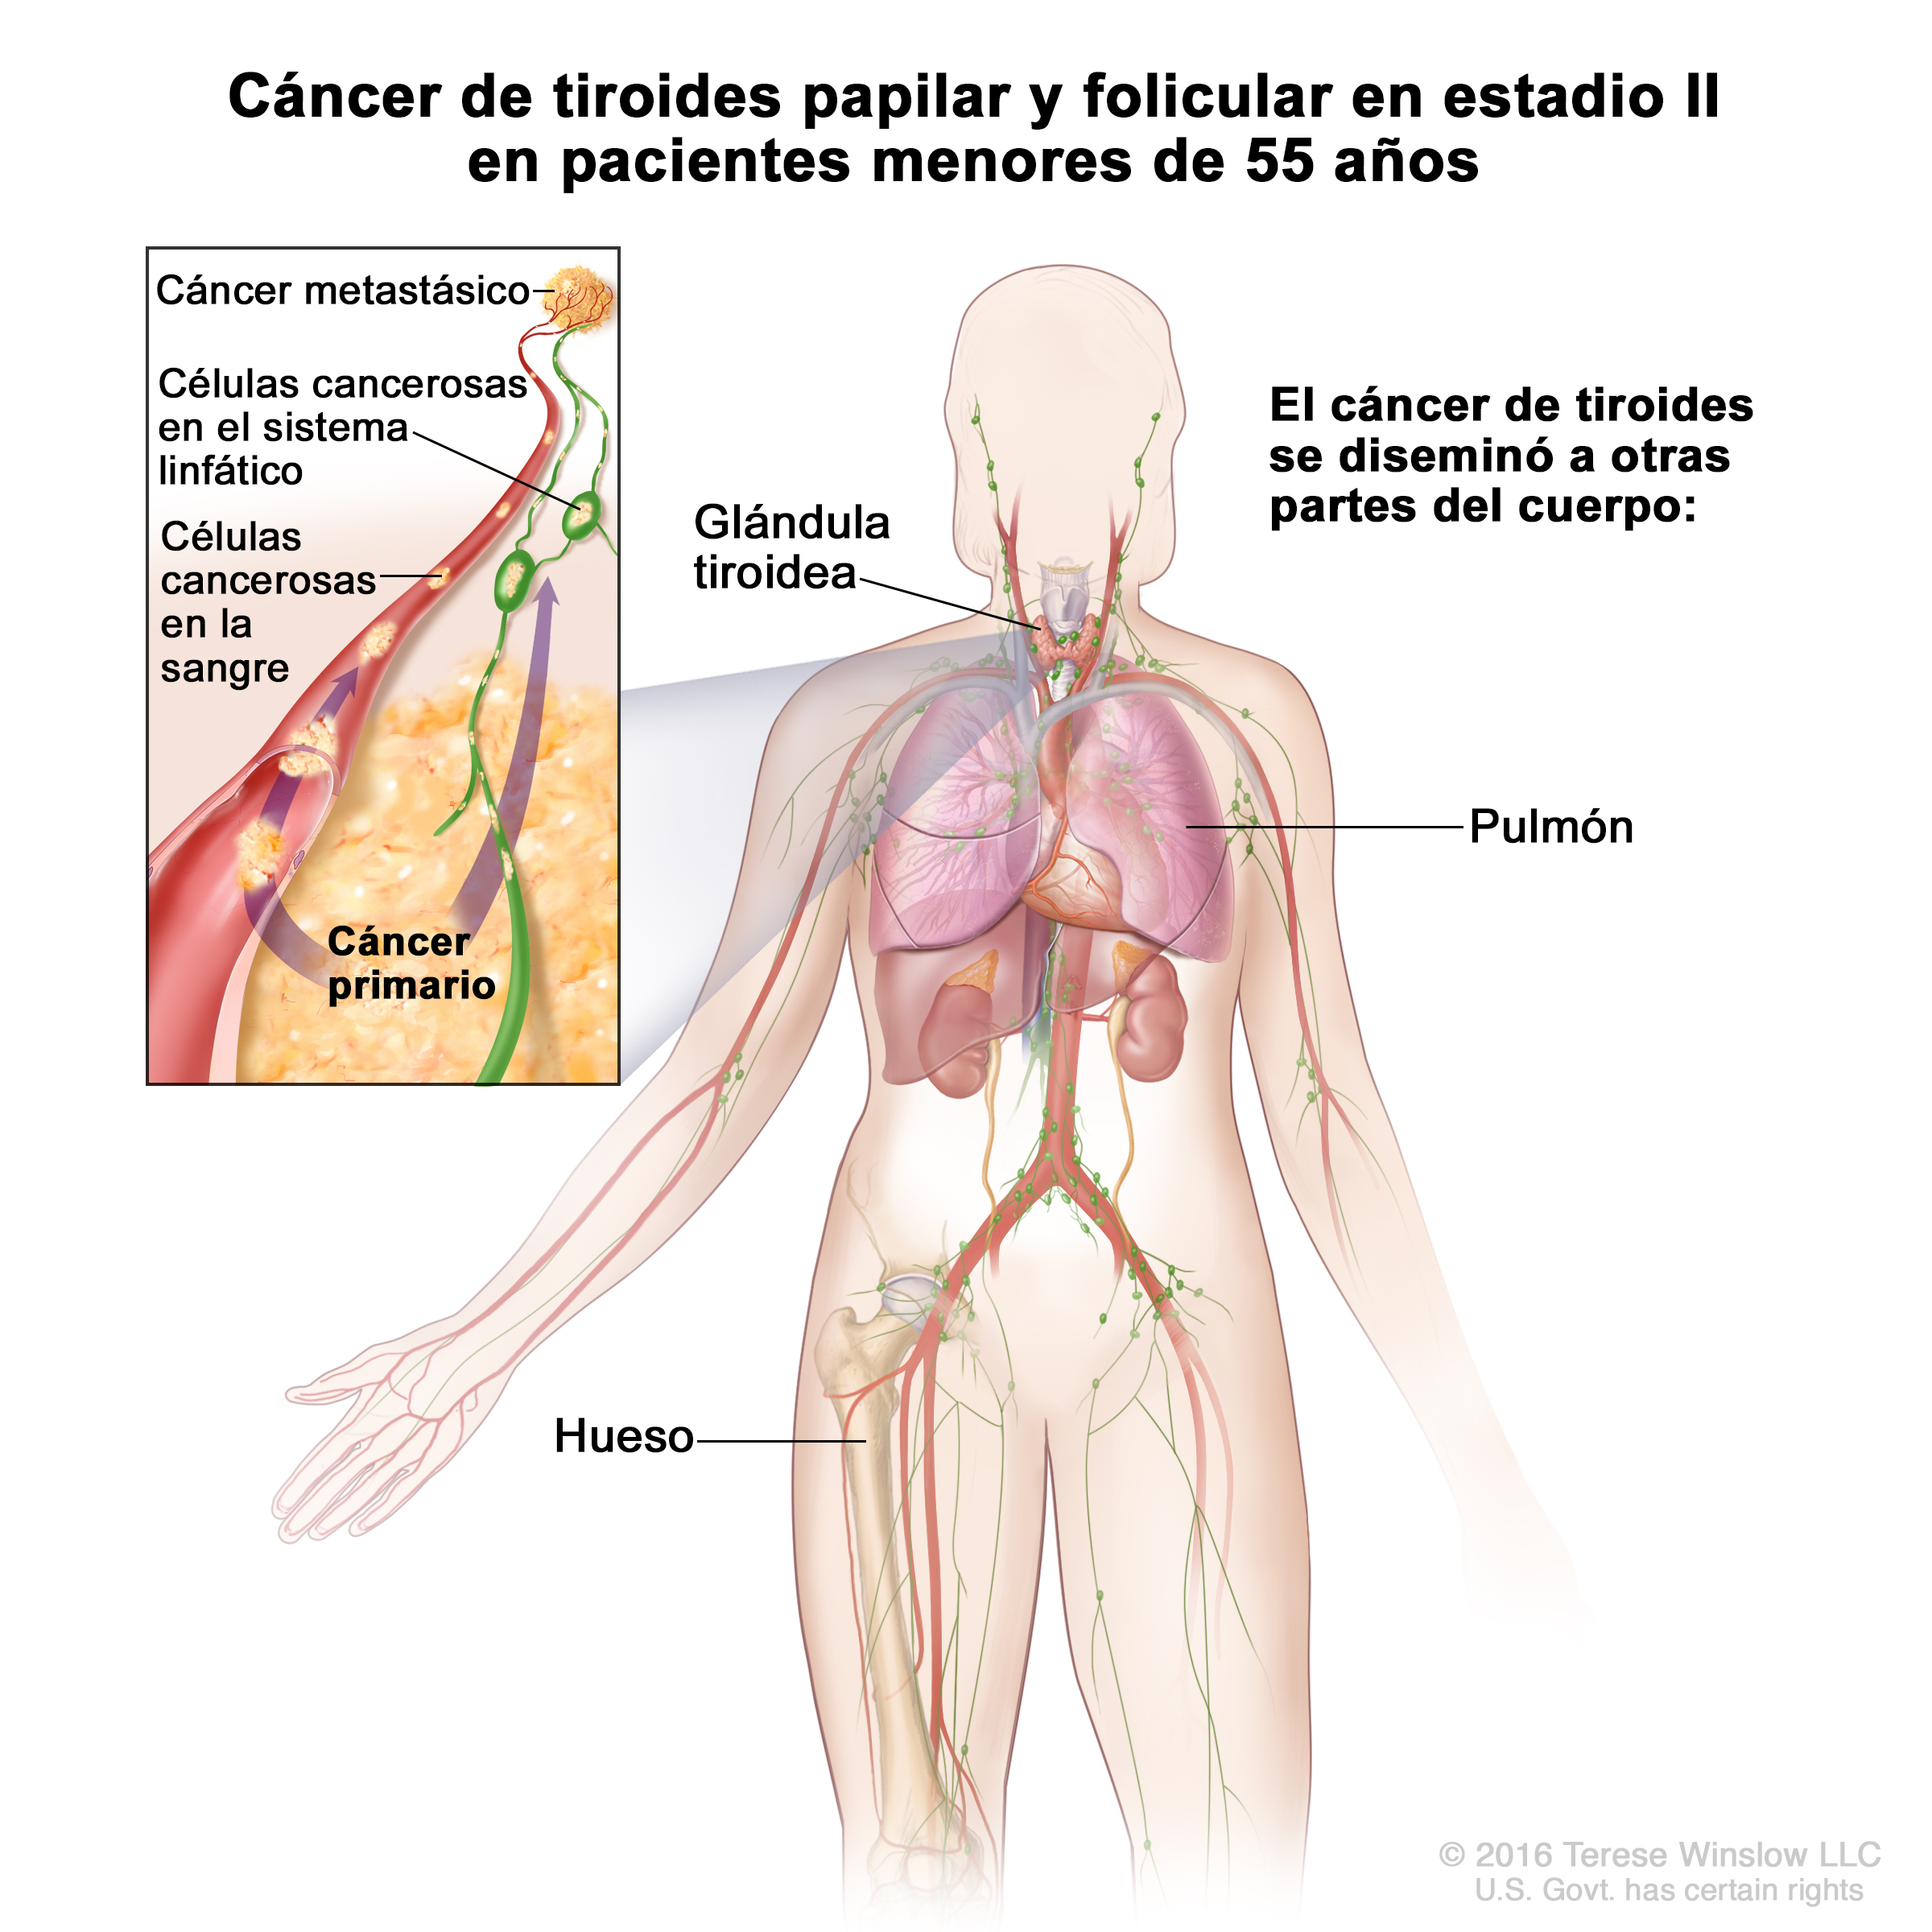 Cáncer de tiroides papilar y folicular en estadio II
en pacientes menores de 55 años
Cáncer metastásico
Células cancerosas
en el sistema
linfático
Células
cancerosas
en la
sangre
Cáncer
primario
Glándula
tiroidea
El cáncer de tiroides
se diseminó a otras
partes del cuerpo:
Pulmón
Hueso
© 2016 Terese Winslow LLC
U.S. Govt. has certain rights